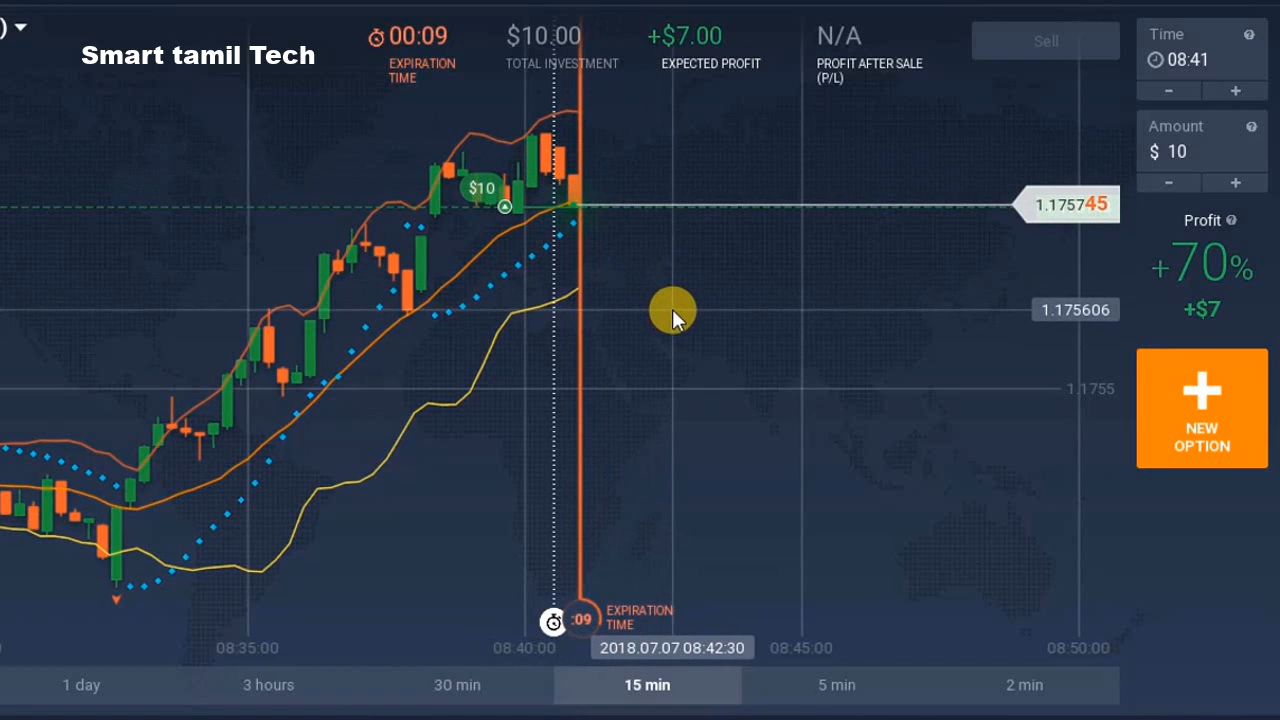 )
Smart tamil Tech
00:09
EXPIRATION
TIME
$10.00
TOTAL INVESTMENT
+$7.00
EXPECTED PROFIT
N/A
PROFIT AFTER SALE
(P/L)
Sell
Time
08:41
- +
Amount
$ 10
- +
Profit
+70%
+$7
NEW
OPTION
$10
1.175745
1.175606
1.1755
:09
EXPIRATION
TIME
08:35:00
08:40:00
2018.07.07 08:42:30
08:45:00
08:50:00
1 day
3 hours
30 min
15 min
5 min
2 min